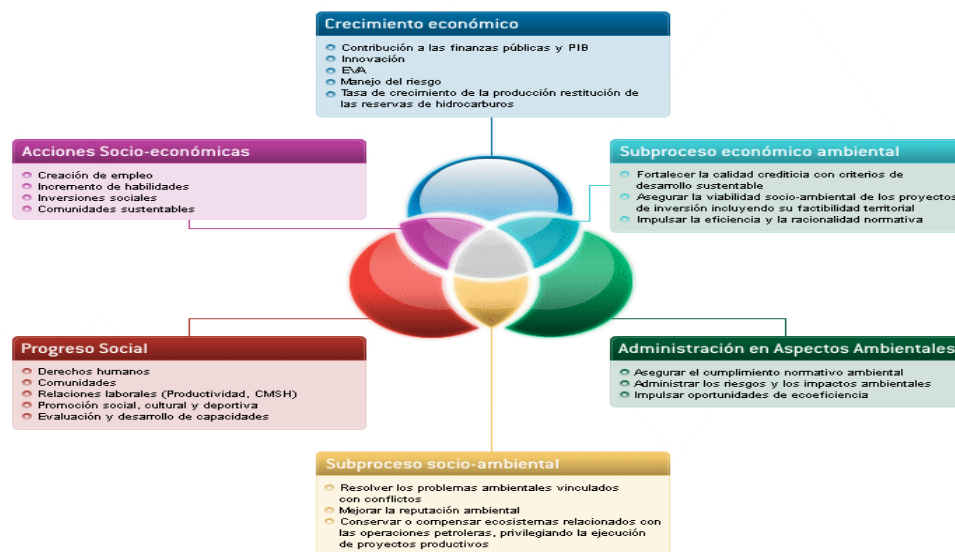 Crecimiento económico
Contribución a las finanzas públicas y PIB
Innovación
EVA
Manejo del riesgo
Tasa de crecimiento de la producción restitución de
las reservas de hidrocarburos
Acciones Socio-económicas
Creación de empleo
Incremento de habilidades
Inversiones sociales
Comunidades sustentables
Subproceso económico ambiental
Fortalecer la calidad crediticia con criterios de
desarrollo sustentable
Asegurar la viabilidad socio-ambiental de los proyectos
de inversión incluyendo su factibilidad territorial
Impulsar la eficiencia y la racionalidad normativa
Progreso Social
Derechos humanos
Comunidades
Relaciones laborales (Productividad, CMSH)
Promoción social, cultural y deportiva
Evaluación y desarrollo de capacidades
Administración en Aspectos Ambientales
Asegurar el cumplimiento normativo ambiental
Administrar los riesgos y los impactos ambientales
Impulsar oportunidades de ecoeficiencia
Subproceso socio-ambiental
Resolver los problemas ambientales vinculados
con conflictos
Mejorar la reputación ambiental
Conservar o compensar ecosistemas relacionados con
las operaciones petroleras, privilegiando la ejecución
de proyectos productivos